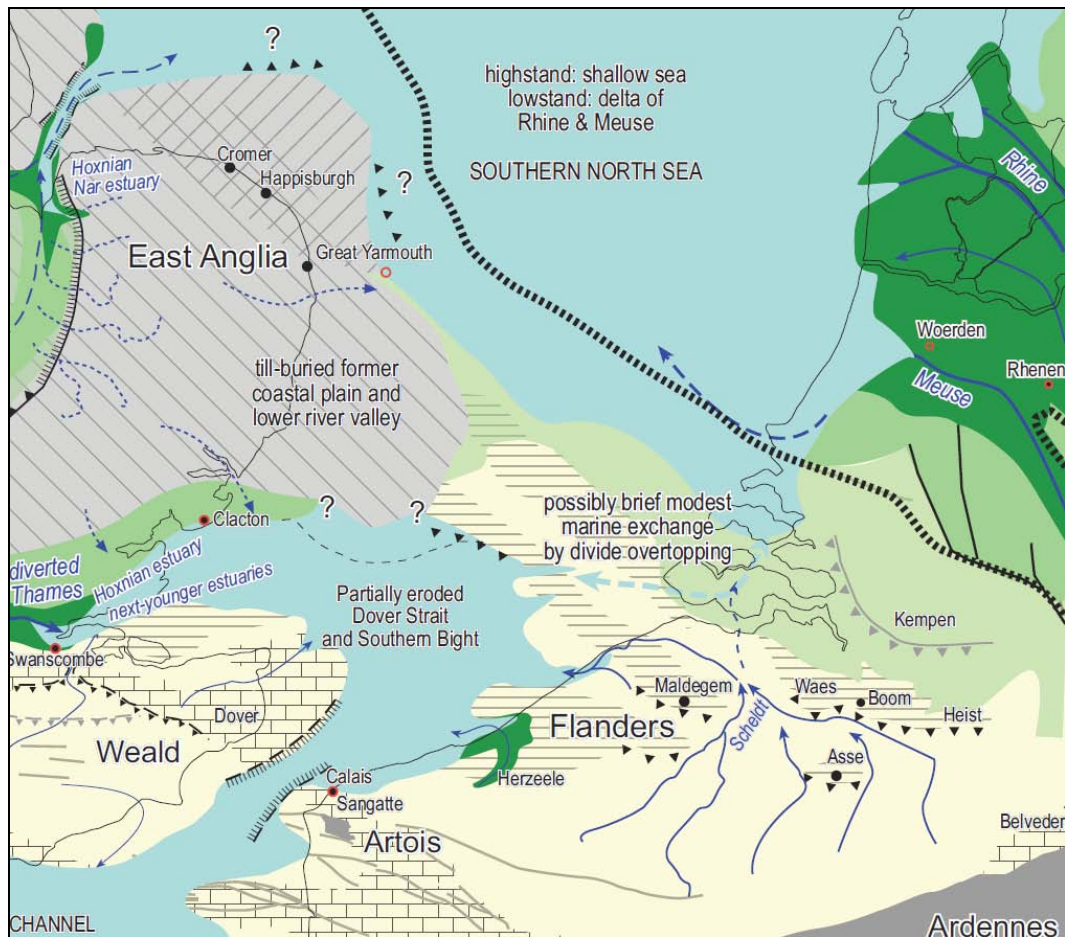 ?
highstand: shallow sea
lowstand: delta of
Rhine & Meuse
SOUTHERN NORTH SEA
Hoxnian
Nar estuary
Cromer
Happisburgh
?
Rhine
East Anglia
Great Yarmouth
Woerden
Rhenen
Meuse
till-buried former
coastal plain and
lower river valley
?
?
possibly brief modest
marine exchange
by divide overtopping
Clacton
diverted
Thames
Hoxnian estuary
next-younger estuaries
Partially eroded
Dover Strait
and Southern Bight
Kempen
Swanscombe
Dover
Weald
Maldegem
Waes
Boom
Heist
Flanders
Scheldt
Asse
Herzeele
Calais
Sangatte
Artois
Belveder
CHANNEL
Ardennes